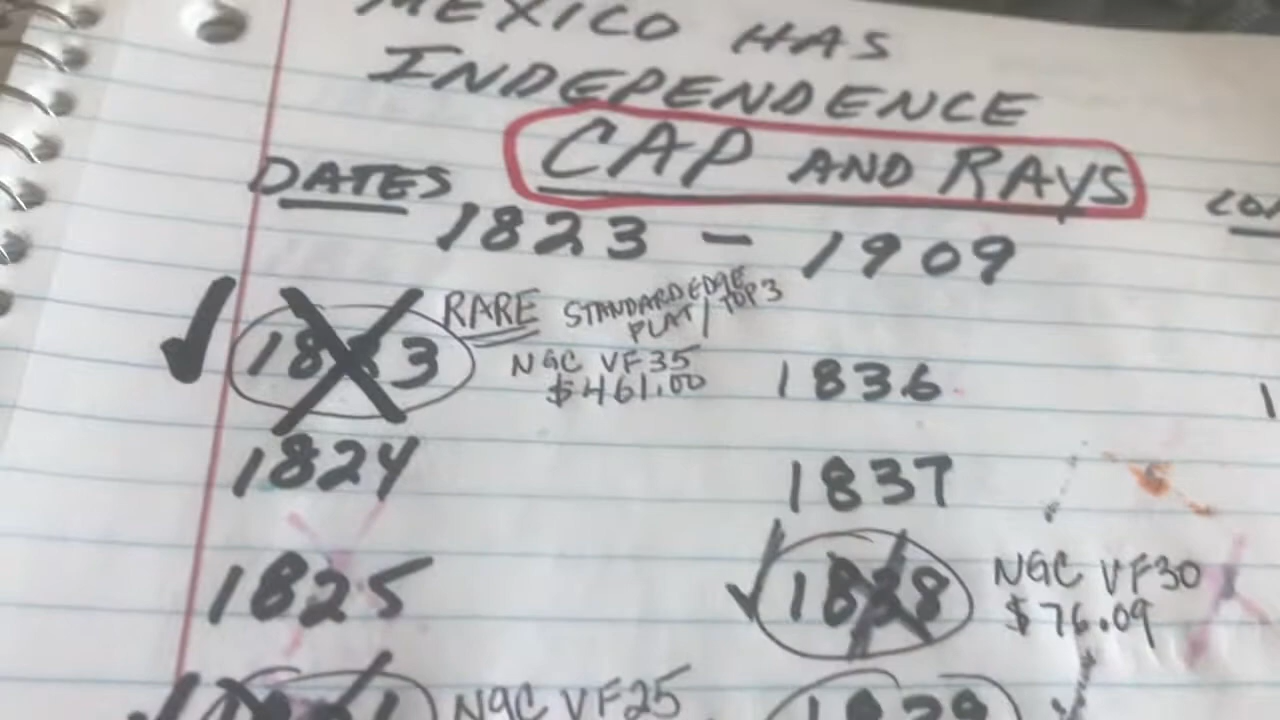 MEXICO HAS
INDEPENDENCE
CAP AND RAYS
DATES
1823 - 1909
1823 RARE STANDARD EDGE
PLAT/TOP 3
NGC VF35
$461.00
1836
1824
1837
1825
1838 NGC VF30
$76.09
NGC VF25
1839